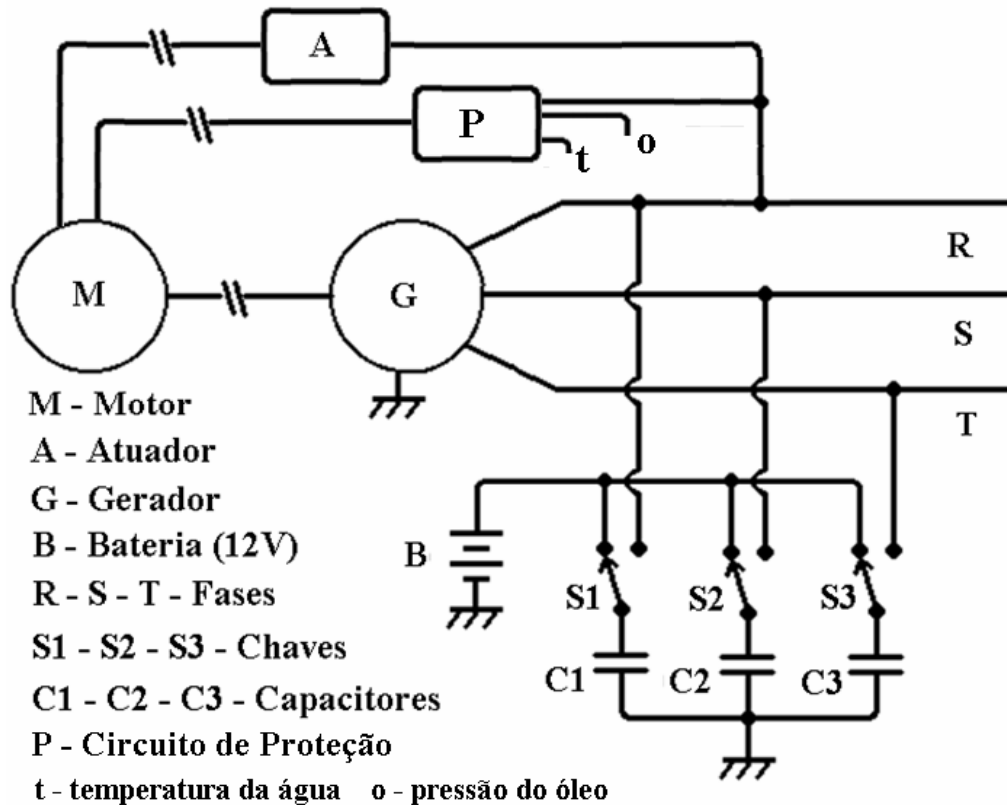 A
P
t
o
M
G
R
S
T
M - Motor
A - Atuador
G - Gerador
B - Bateria (12V)
R - S - T - Fases
S1 - S2 - S3 - Chaves
C1 - C2 - C3 - Capacitores
P - Circuito de Proteção
t - temperatura da água o - pressão do óleo
B
S1
S2
S3
C1
C2
C3